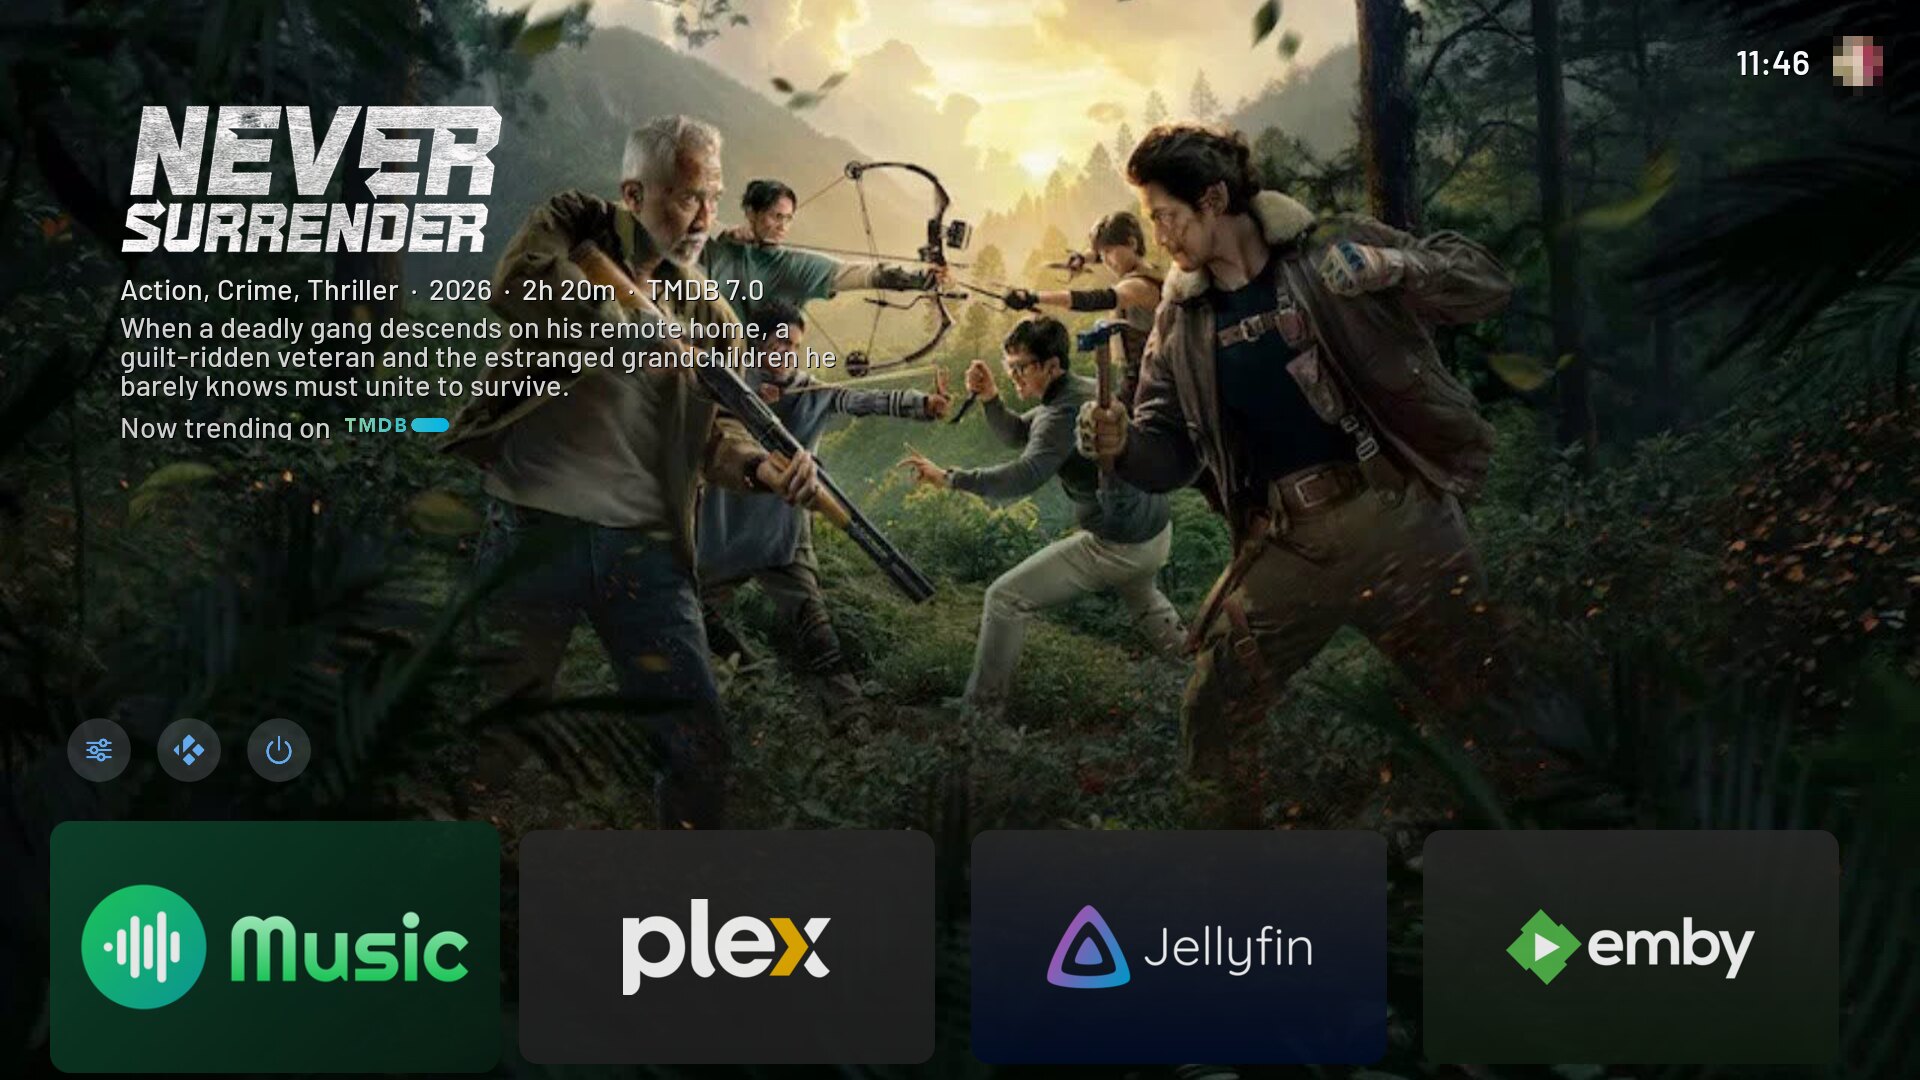 11:46
NEVER
SURRENDER
Action, Crime, Thriller · 2026 · 2h 20m · TMDB 7.0
When a deadly gang descends on his remote home, a
guilt-ridden veteran and the estranged grandchildren he
barely knows must unite to survive.
Now trending on TMDB
Music
plex
Jellyfin
emby